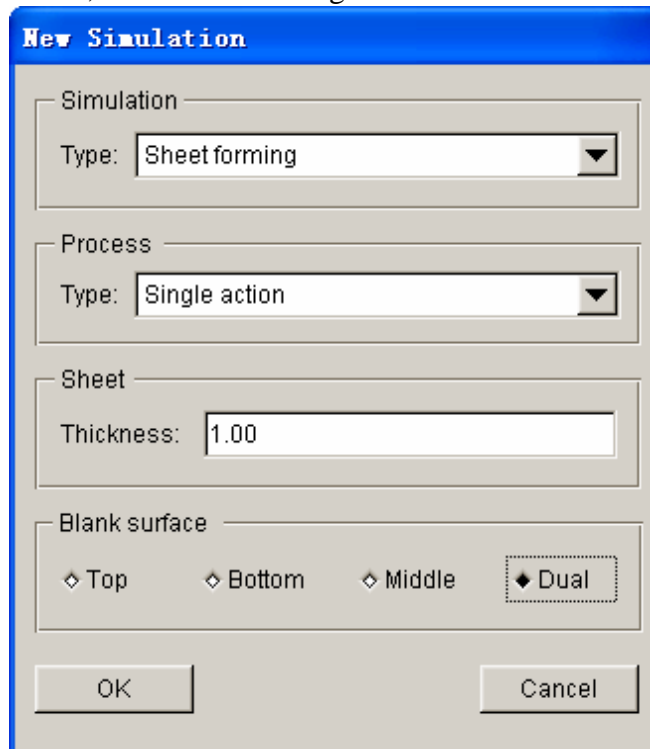 New Simulation
Simulation
Type: Sheet forming
Process
Type: Single action
Sheet
Thickness: 1.00
Blank surface
Top Bottom Middle Dual
OK Cancel